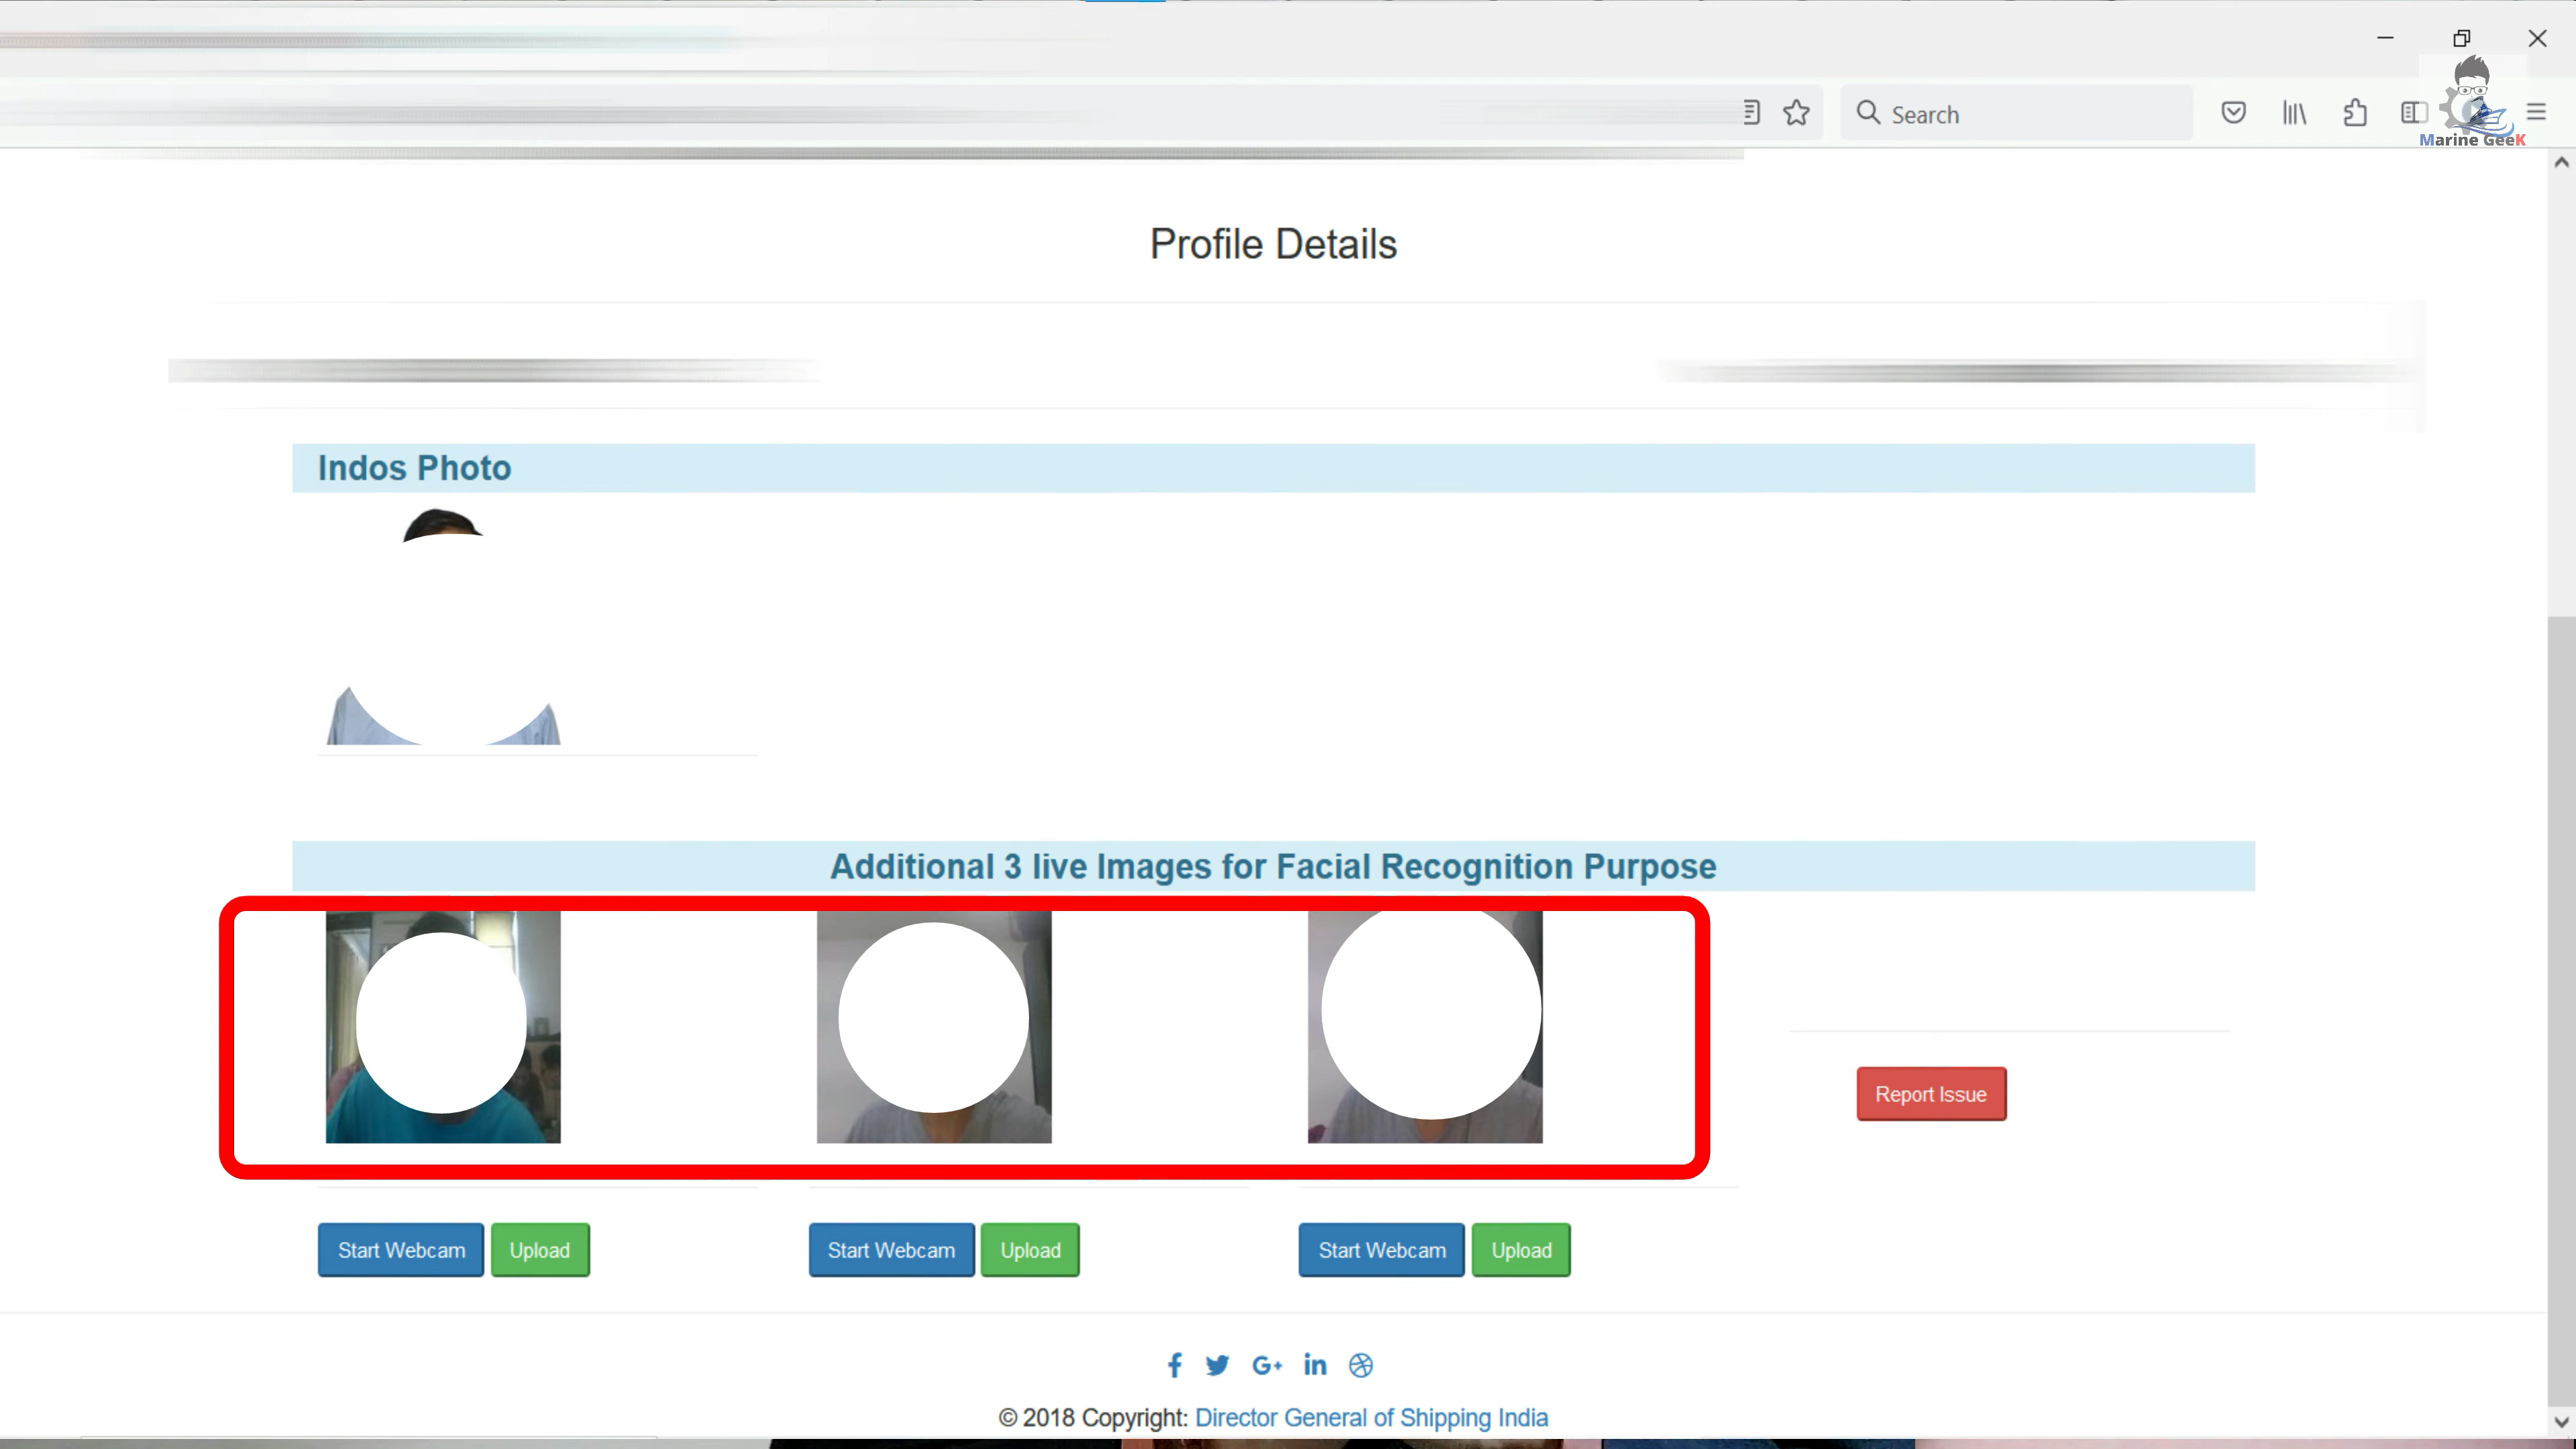 Search
Marine GeeK
Profile Details
Indos Photo
Additional 3 live Images for Facial Recognition Purpose
Report Issue
Start Webcam Upload Start Webcam Upload Start Webcam Upload
© 2018 Copyright: Director General of Shipping India